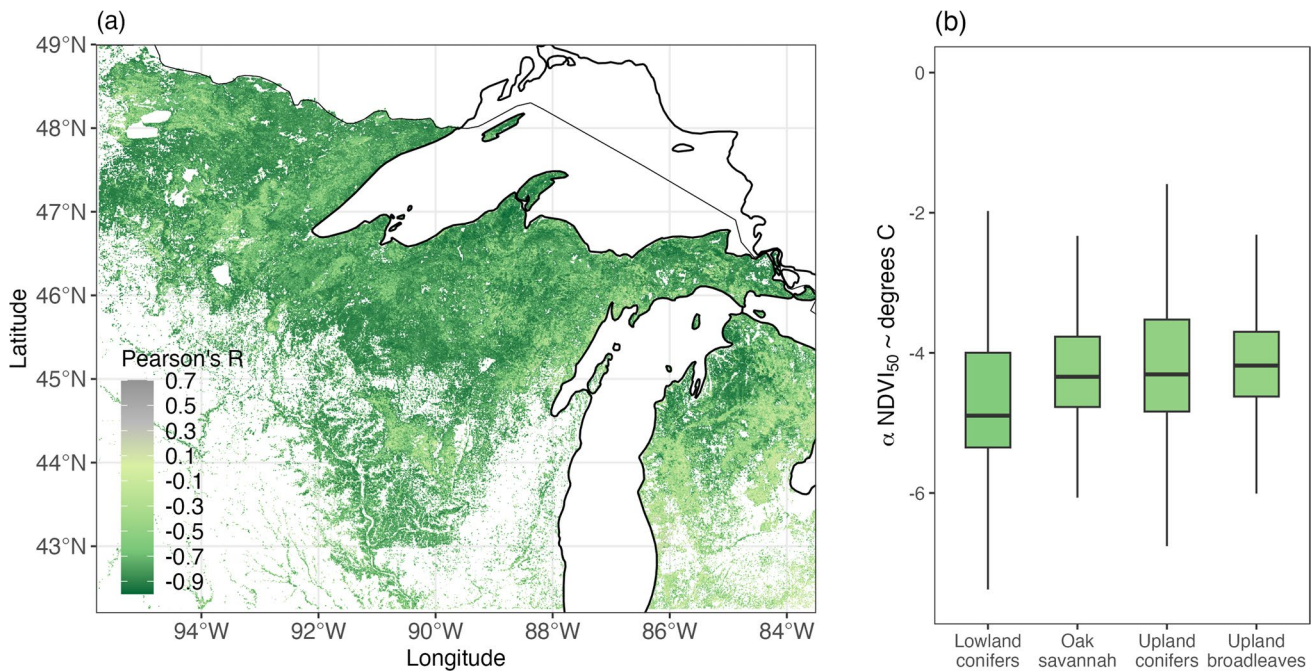 (a)
49°N
48°N
47°N
46°N
45°N
44°N
43°N
Latitude
Pearson's R
0.7
0.5
0.3
0.1
-0.1
-0.3
-0.5
-0.7
-0.9
94°W 92°W 90°W 88°W 86°W 84°W
Longitude
(b)
0
-2
-4
-6
α NDVI₅₀ ~ degrees C
Lowland conifers
Oak savannah
Upland conifers
Upland broadleaves